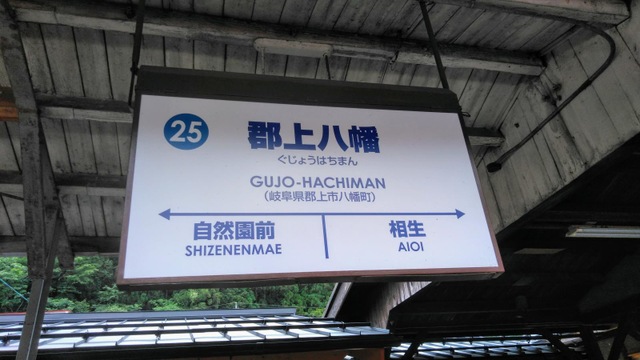 25
郡上八幡
ぐじょうはちまん
GUJO-HACHIMAN
（岐阜県郡上市八幡町）
自然園前 相生
SHIZENENMAE AIOI